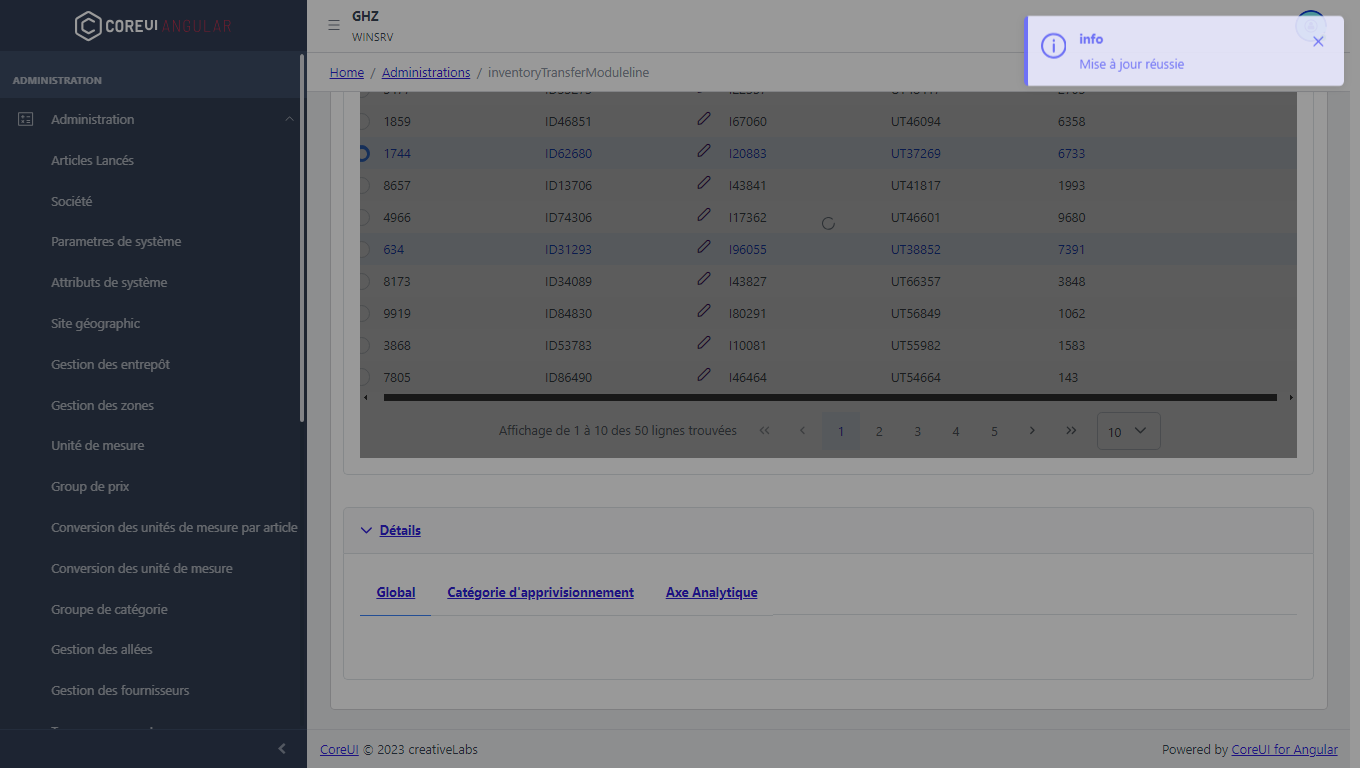 COREUI ANGULAR
GHZ
WINSRV
info
Mise à jour réussie
Home / Administrations / inventoryTransferModuleline
ADMINISTRATION
Administration
Articles Lancés
Société
Parametres de système
Attributs de système
Site géographic
Gestion des entrepôt
Gestion des zones
Unité de mesure
Group de prix
Conversion des unités de mesure par article
Conversion des unité de mesure
Groupe de catégorie
Gestion des allées
Gestion des fournisseurs
1859 ID46851 I67060 UT46094 6358
1744 ID62680 I20883 UT37269 6733
8657 ID13706 I43841 UT41817 1993
4966 ID74306 I17362 UT46601 9680
634 ID31293 I96055 UT38852 7391
8173 ID34089 I43827 UT66357 3848
9919 ID84830 I80291 UT56849 1062
3868 ID53783 I10081 UT55982 1583
7805 ID86490 I46464 UT54664 143
Affichage de 1 à 10 des 50 lignes trouvées 1 2 3 4 5 10
Détails
Global Catégorie d'apprivisionnement Axe Analytique
CoreUI © 2023 creativeLabs
Powered by CoreUI for Angular